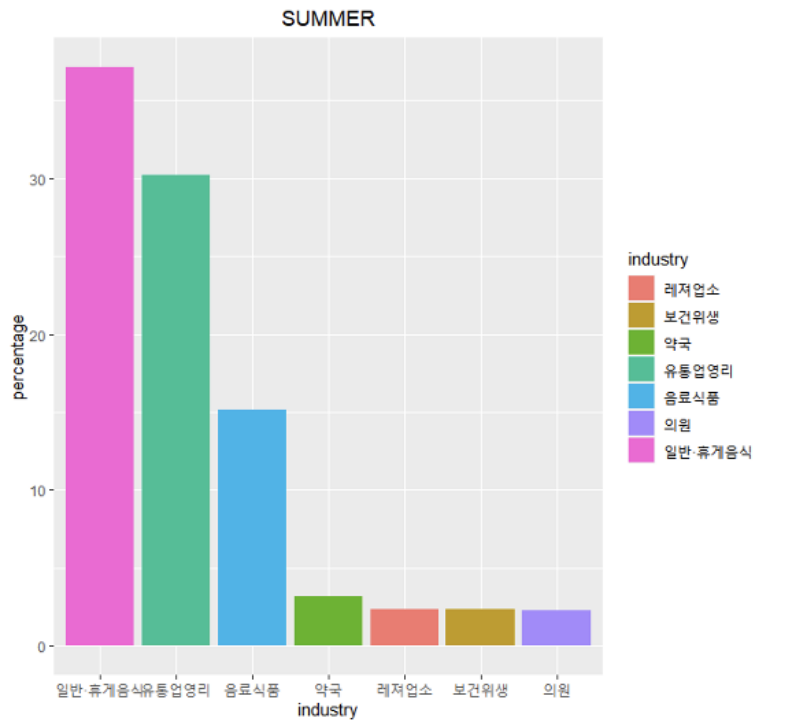 SUMMER
percentage
30
20
10
0
일반·휴게음식 유통업영리 음료식품 약국 레져업소 보건위생 의원
industry
industry
레져업소
보건위생
약국
유통업영리
음료식품
의원
일반·휴게음식